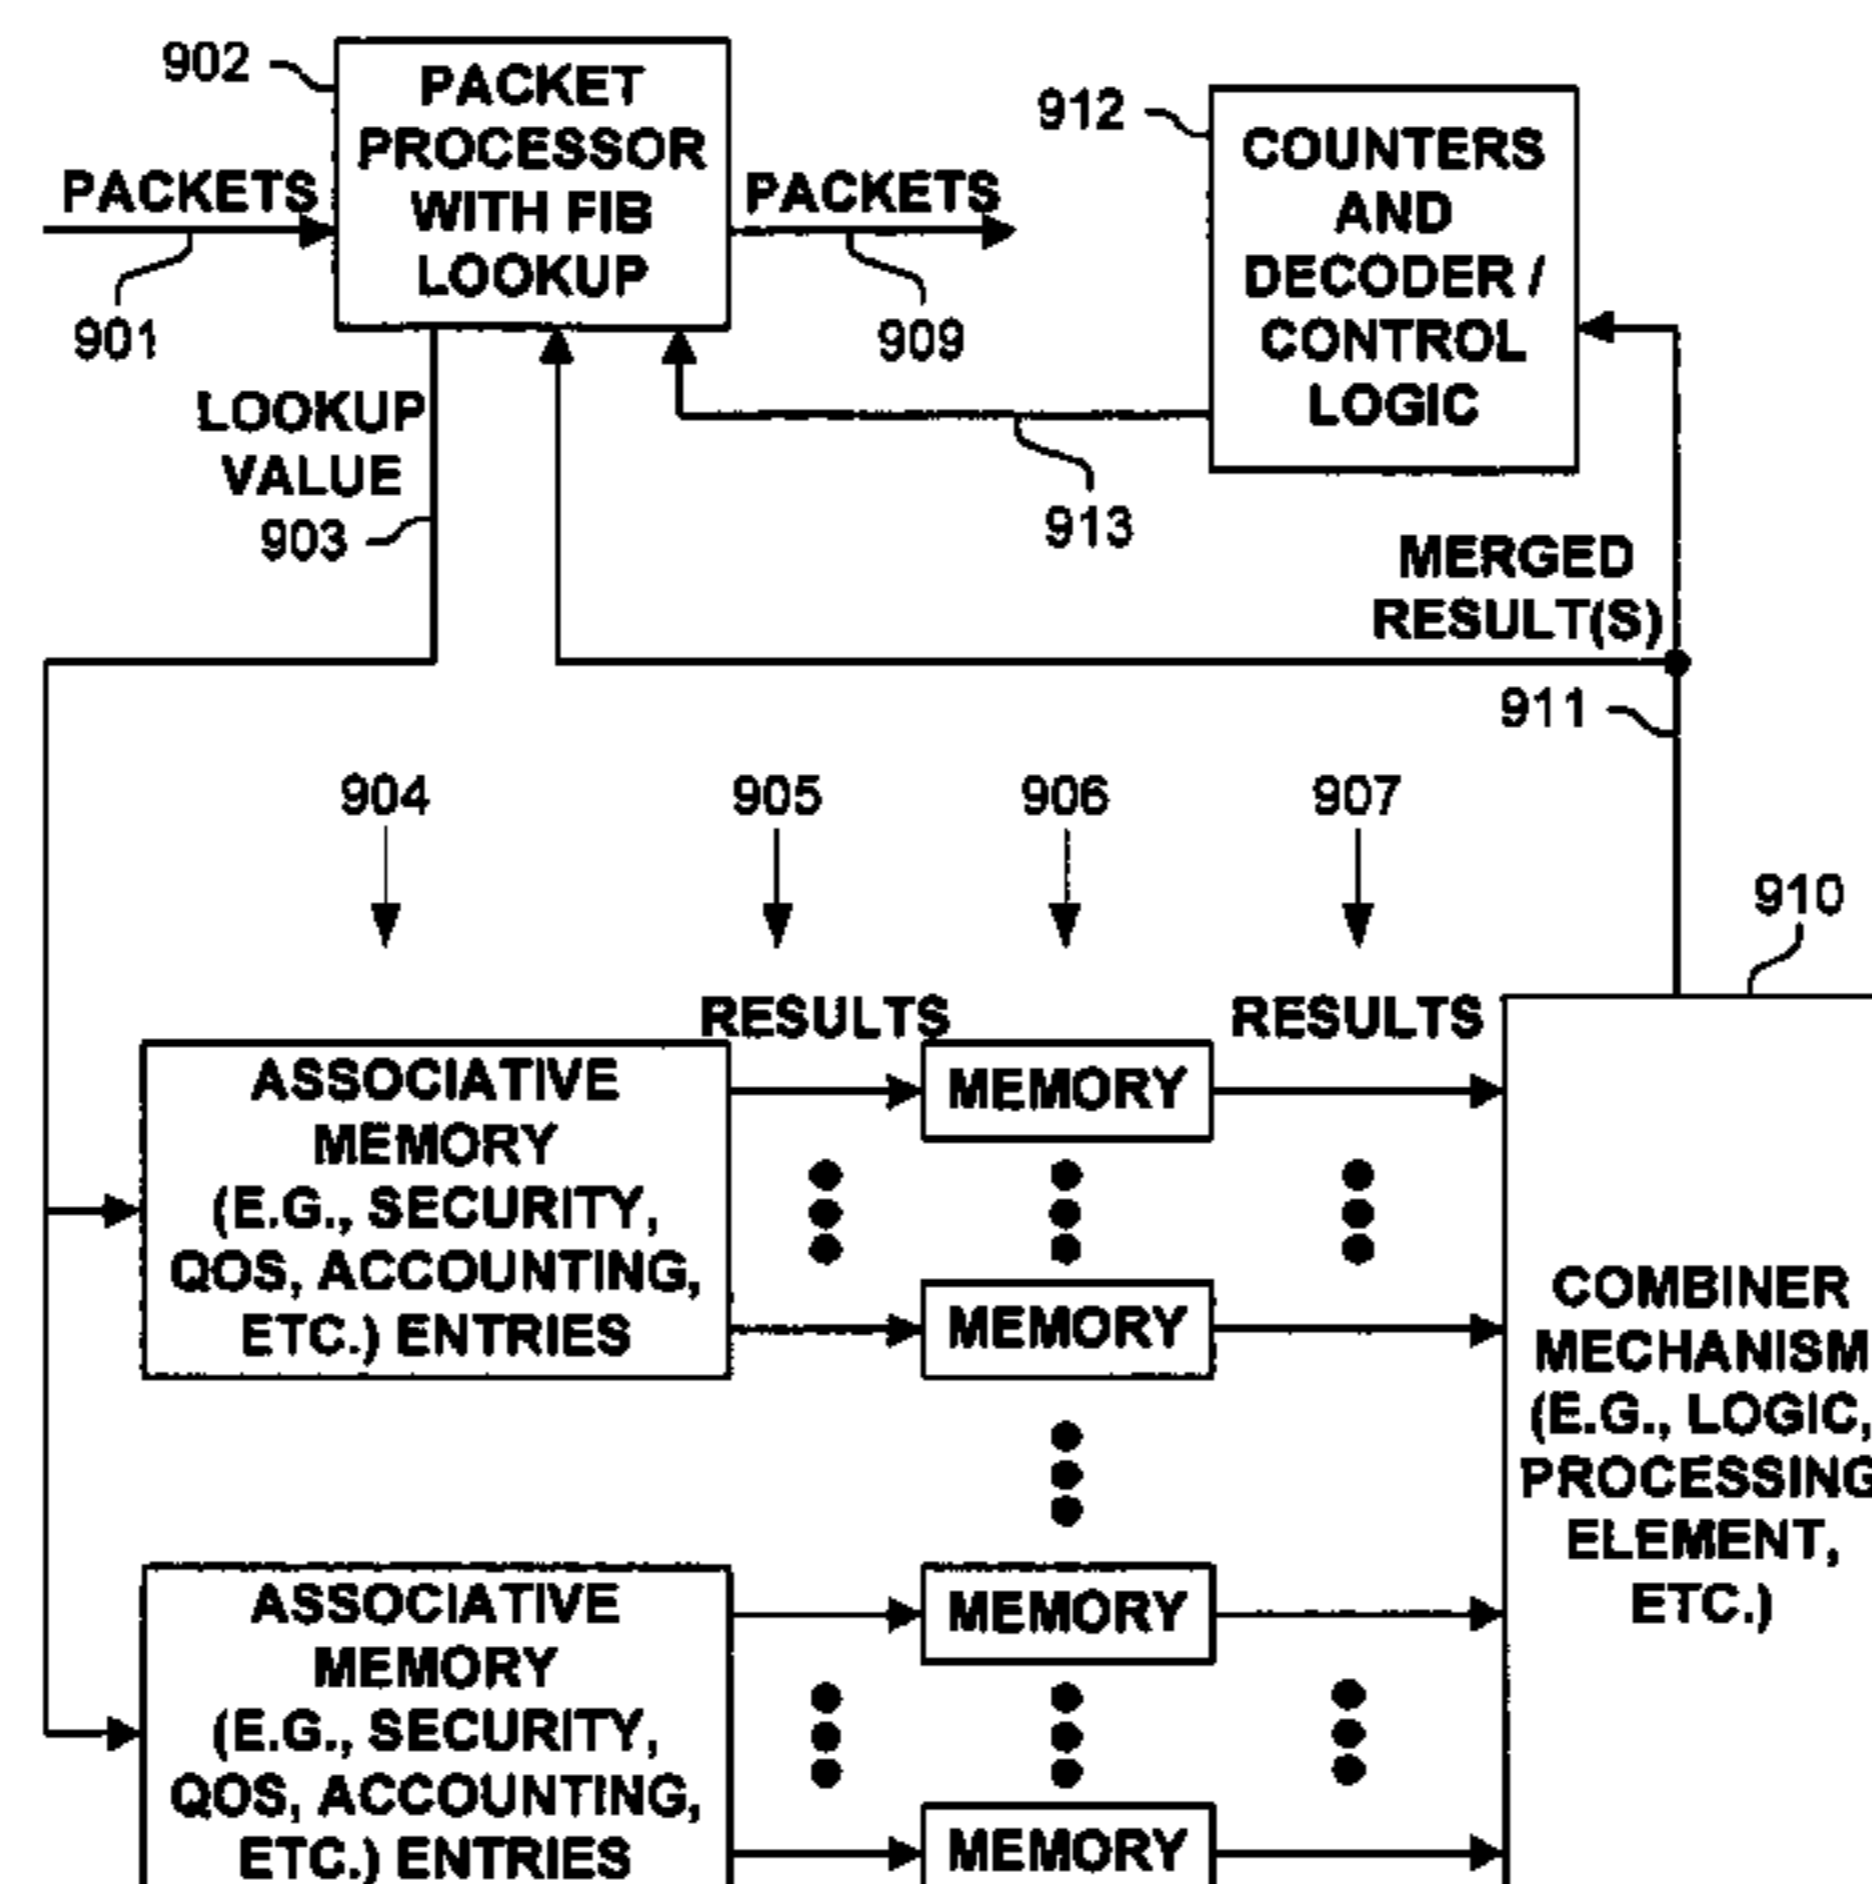 902
PACKET
PROCESSOR
WITH FIB
LOOKUP
PACKETS
901
PACKETS
909
912
COUNTERS
AND
DECODER /
CONTROL
LOGIC
LOOKUP
VALUE
903
913
MERGED
RESULT(S)
911
904
905
906
907
910
RESULTS
RESULTS
ASSOCIATIVE
MEMORY
(E.G., SECURITY,
QOS, ACCOUNTING,
ETC.) ENTRIES
MEMORY
MEMORY
COMBINER
MECHANISM
(E.G., LOGIC,
PROCESSING
ELEMENT,
ETC.)
ASSOCIATIVE
MEMORY
(E.G., SECURITY,
QOS, ACCOUNTING,
ETC.) ENTRIES
MEMORY
MEMORY